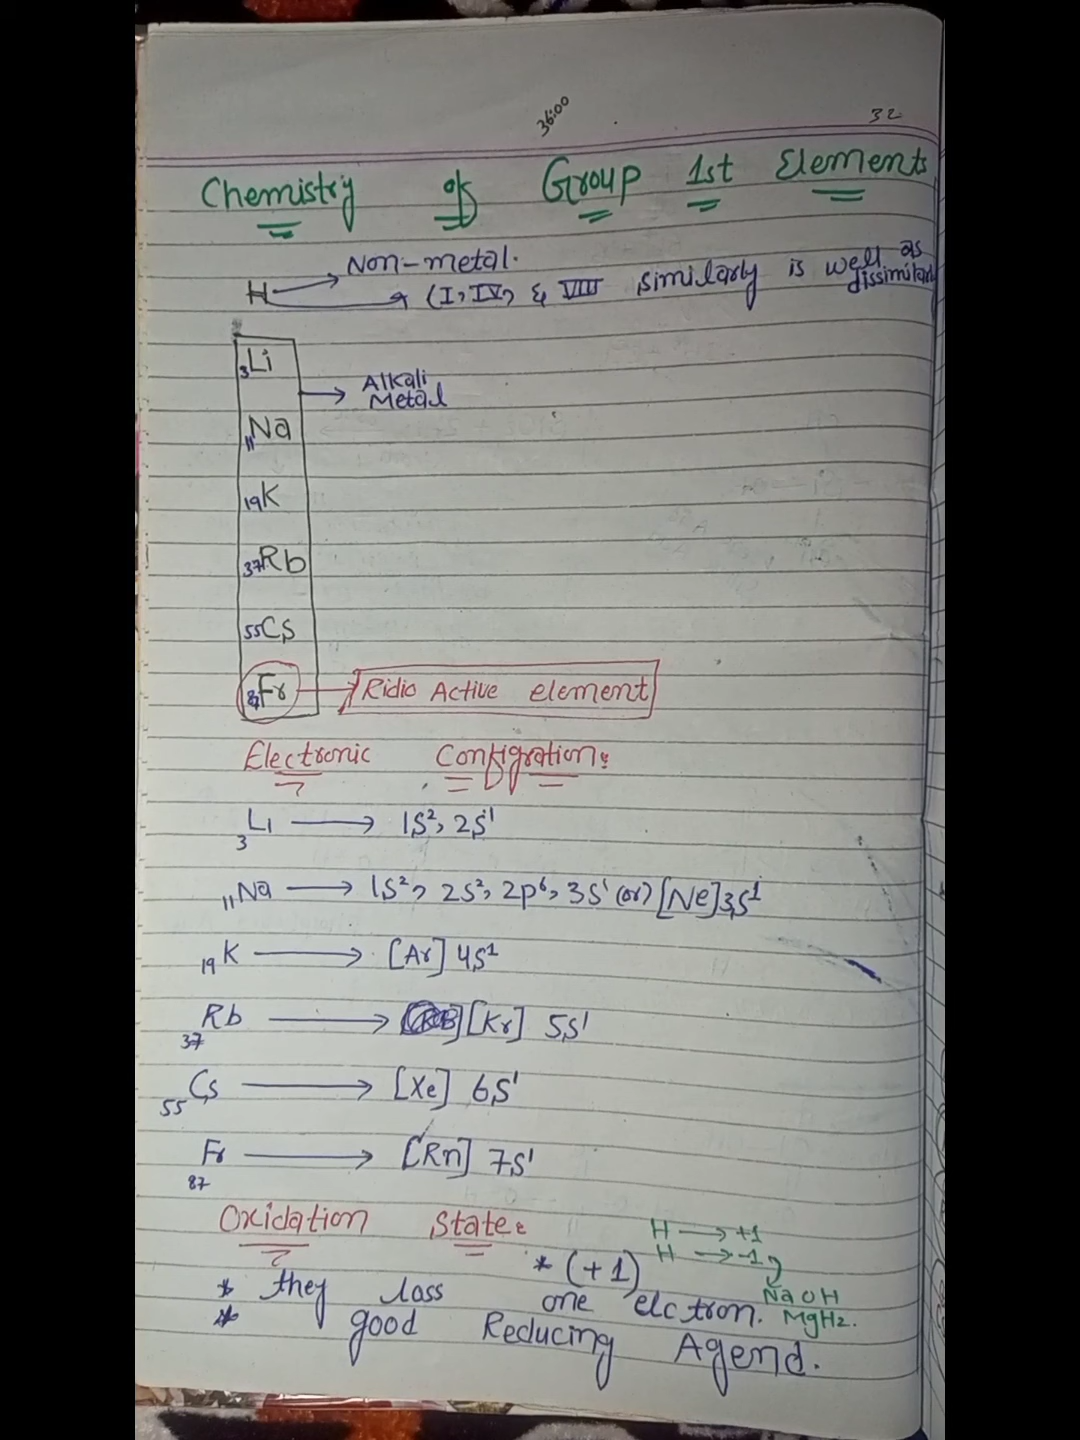 36:00
32
Chemistry of Group 1st Elements
H → Non-metal.
→ (I, IV, & VIII similarly is well as dissimilarly
₃Li
→ Alkali Metal
₁₁Na
₁₉K
₃₇Rb
₅₅Cs
₈₇Fr → Ridio Active element
Electronic Configration:
₃Li → 1S², 2S¹
₁₁Na → 1S², 2S², 2p⁶, 3S¹ (or) [Ne]3S¹
₁₉K → [Ar] 4S¹
₃₇Rb → [Kr] 5S¹
₅₅Cs → [Xe] 6S¹
₈₇Fr → [Rn] 7S¹
Oxidation State:
H → +1
H → -1
NaOH
MgH₂.
* (+1)
* they loss one elctron.
* good Reducing Agend.